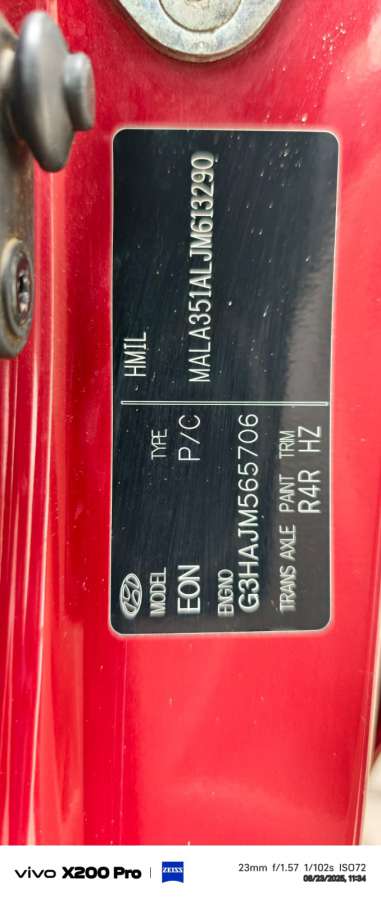 HMIL
MALA351ALJM613290
MODEL TYPE
EON P/C
ENGNO
G3HAJM565706
TRANS AXLE PAINT TRIM
R4R HZ
vivo X200 Pro | ZEISS
23mm f/1.57 1/102s ISO72
08/23/2025, 11:34